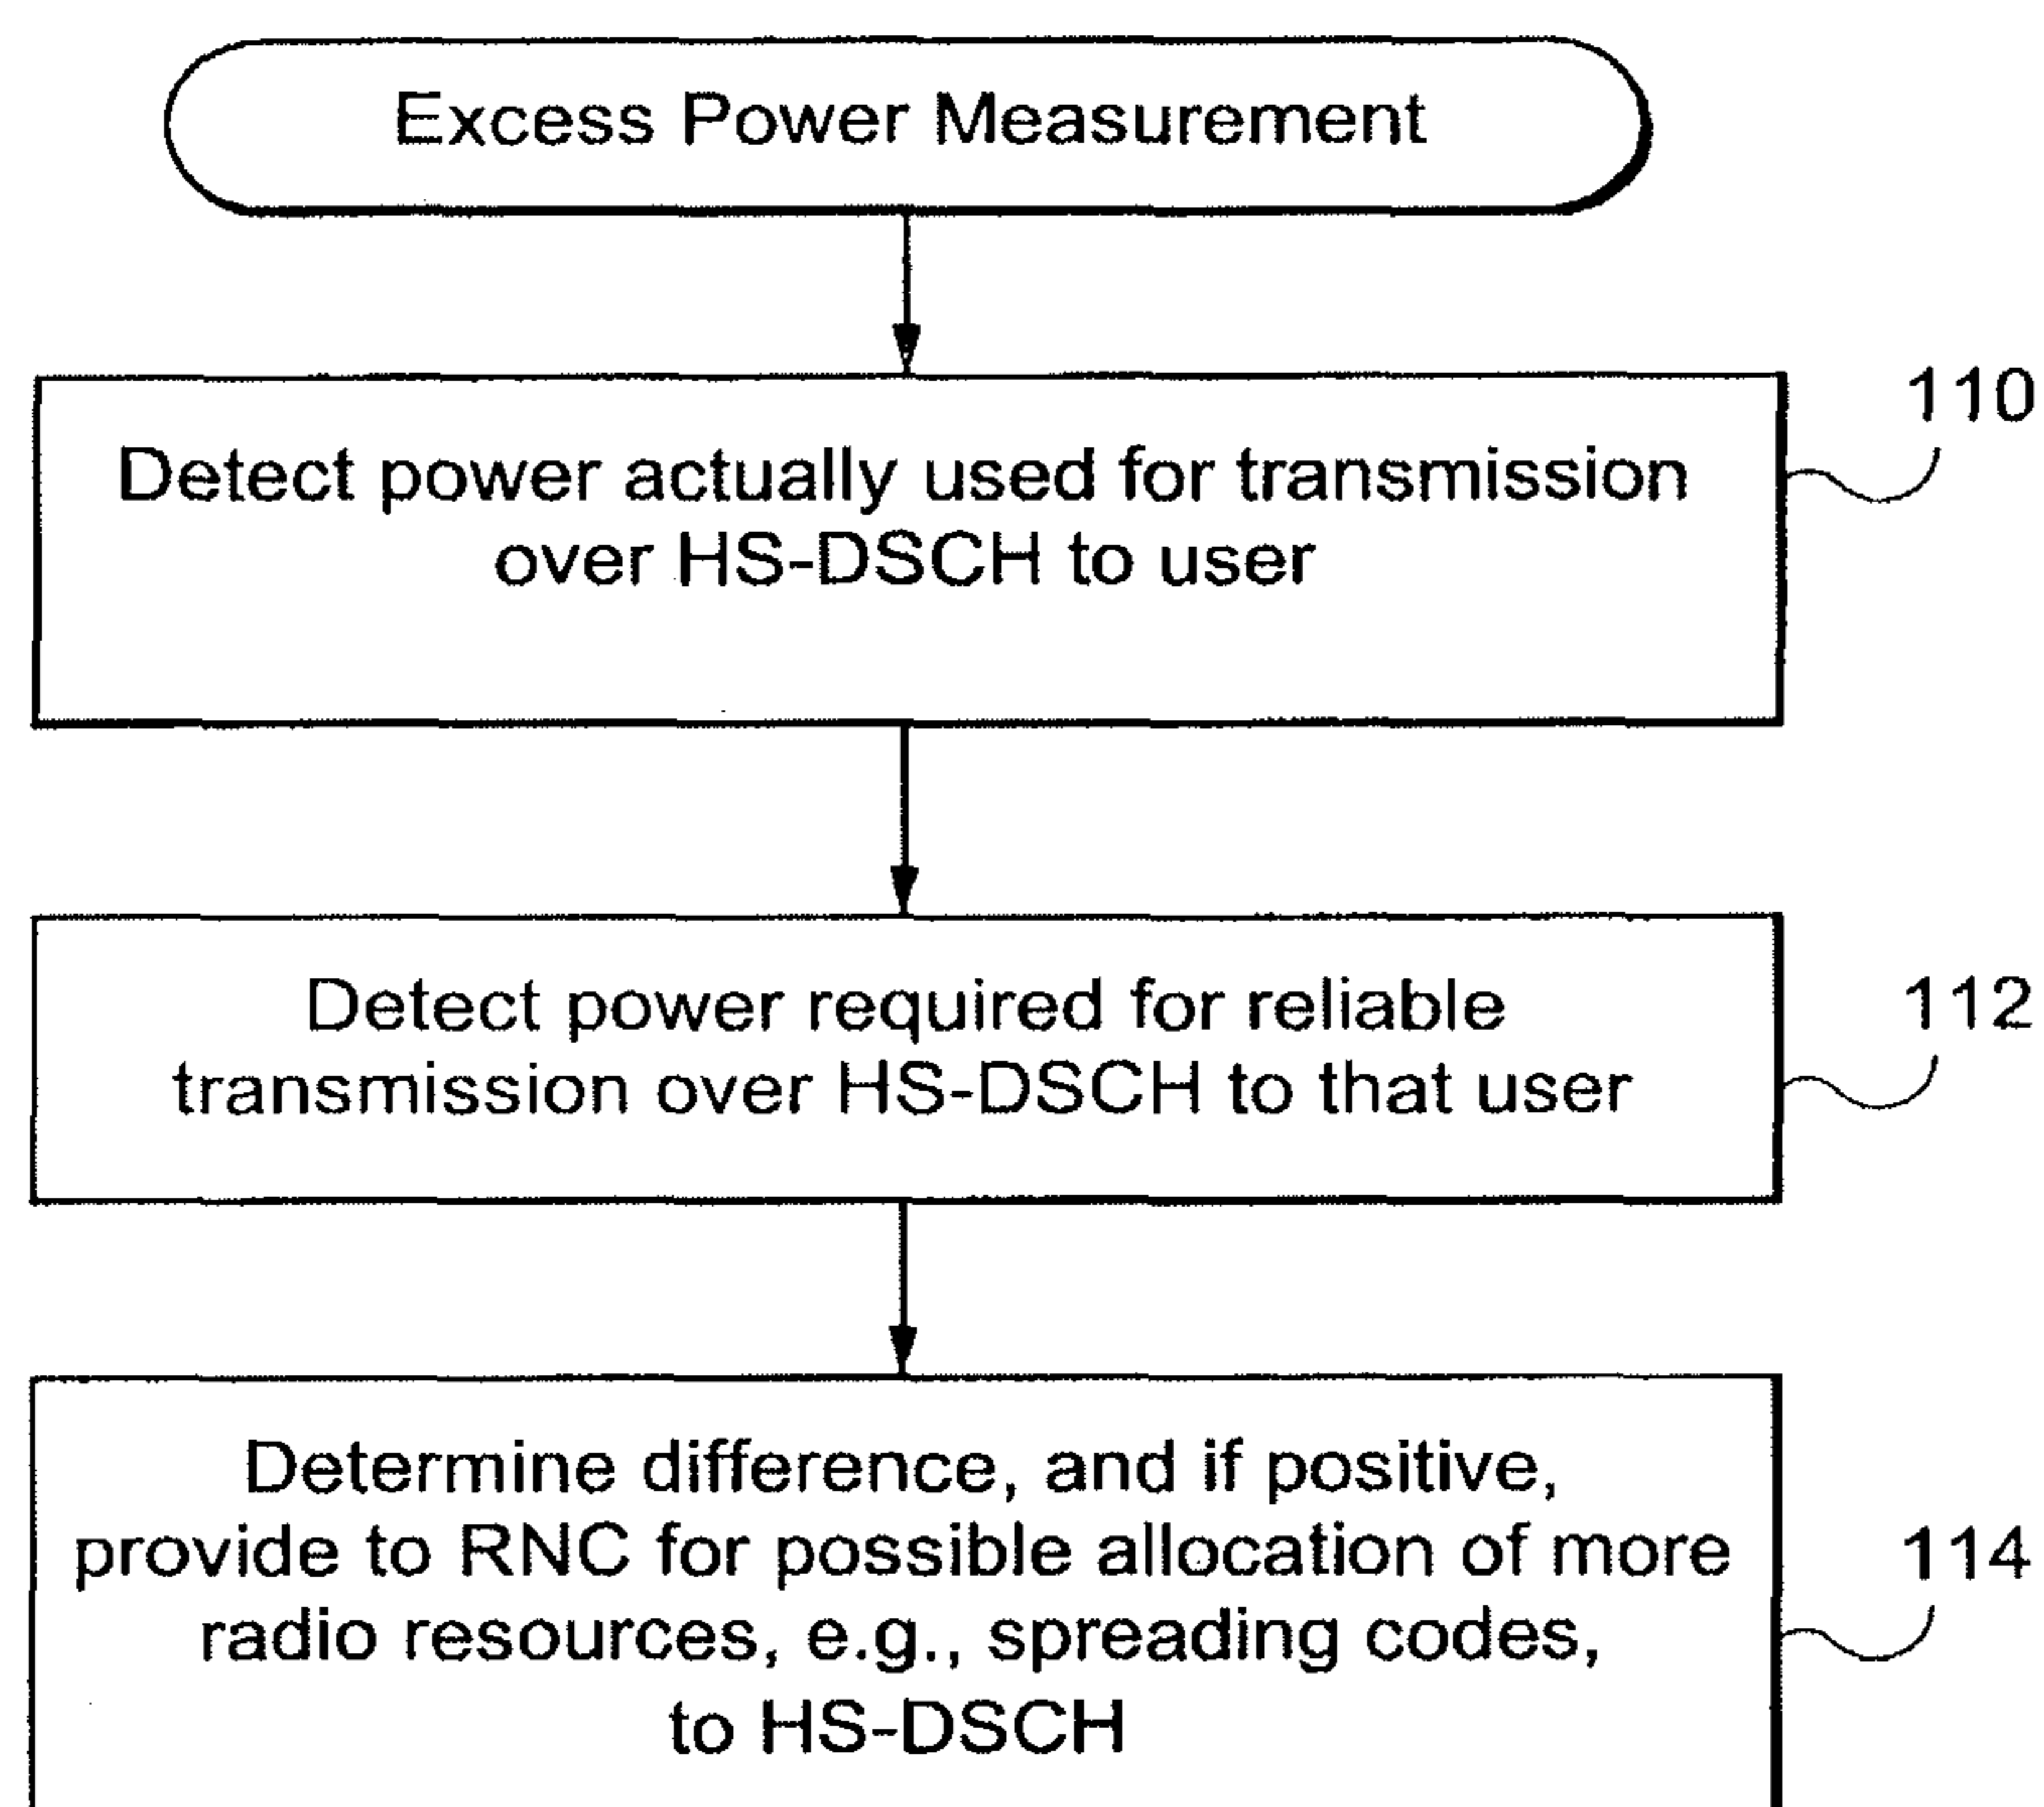 Excess Power Measurement
110
Detect power actually used for transmission
over HS-DSCH to user
112
Detect power required for reliable
transmission over HS-DSCH to that user
114
Determine difference, and if positive,
provide to RNC for possible allocation of more
radio resources, e.g., spreading codes,
to HS-DSCH